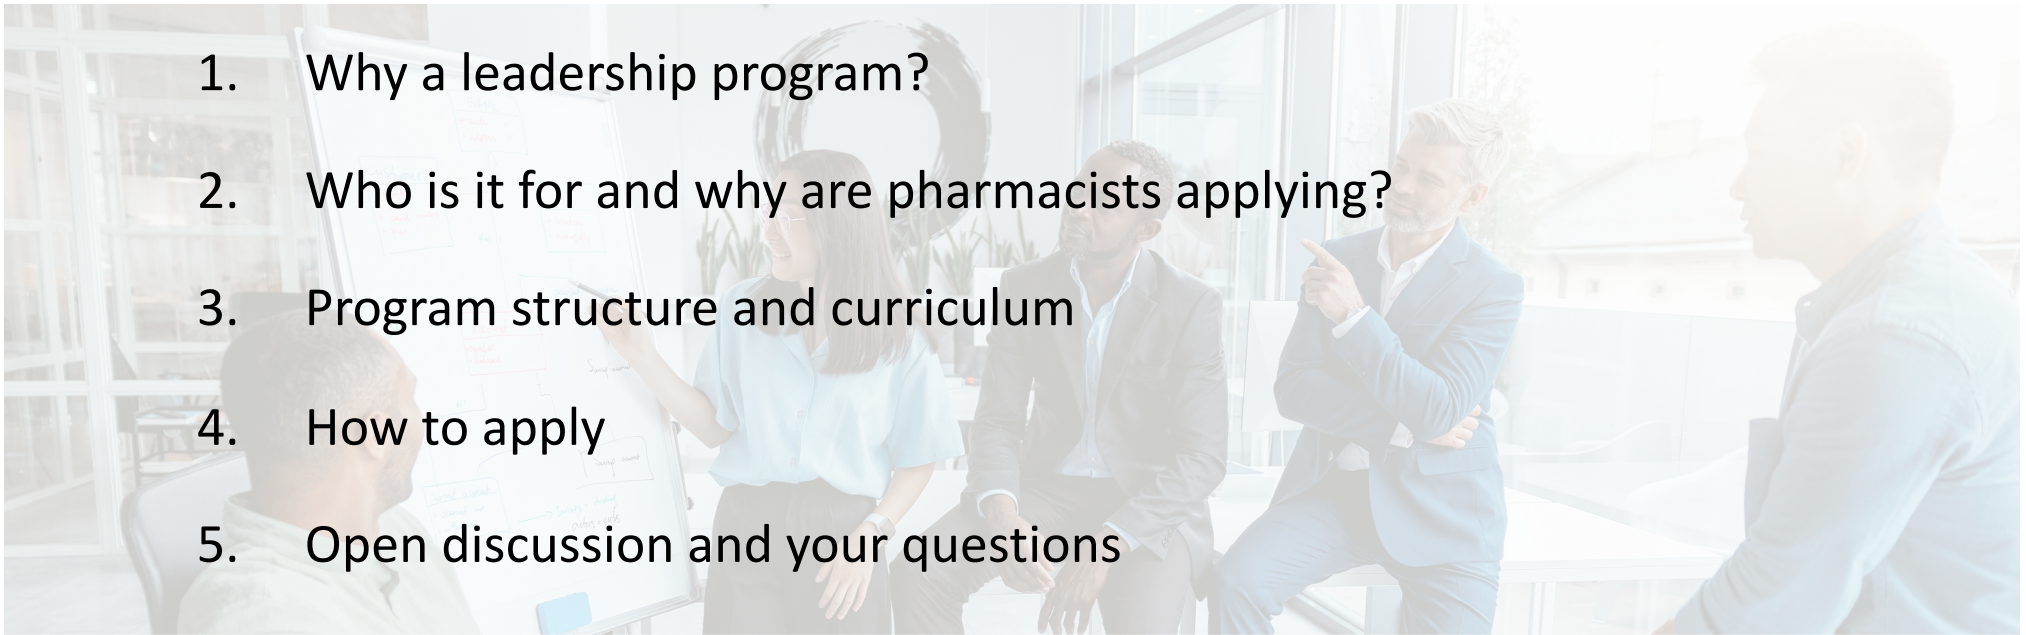 1. Why a leadership program?
2. Who is it for and why are pharmacists applying?
3. Program structure and curriculum
4. How to apply
5. Open discussion and your questions